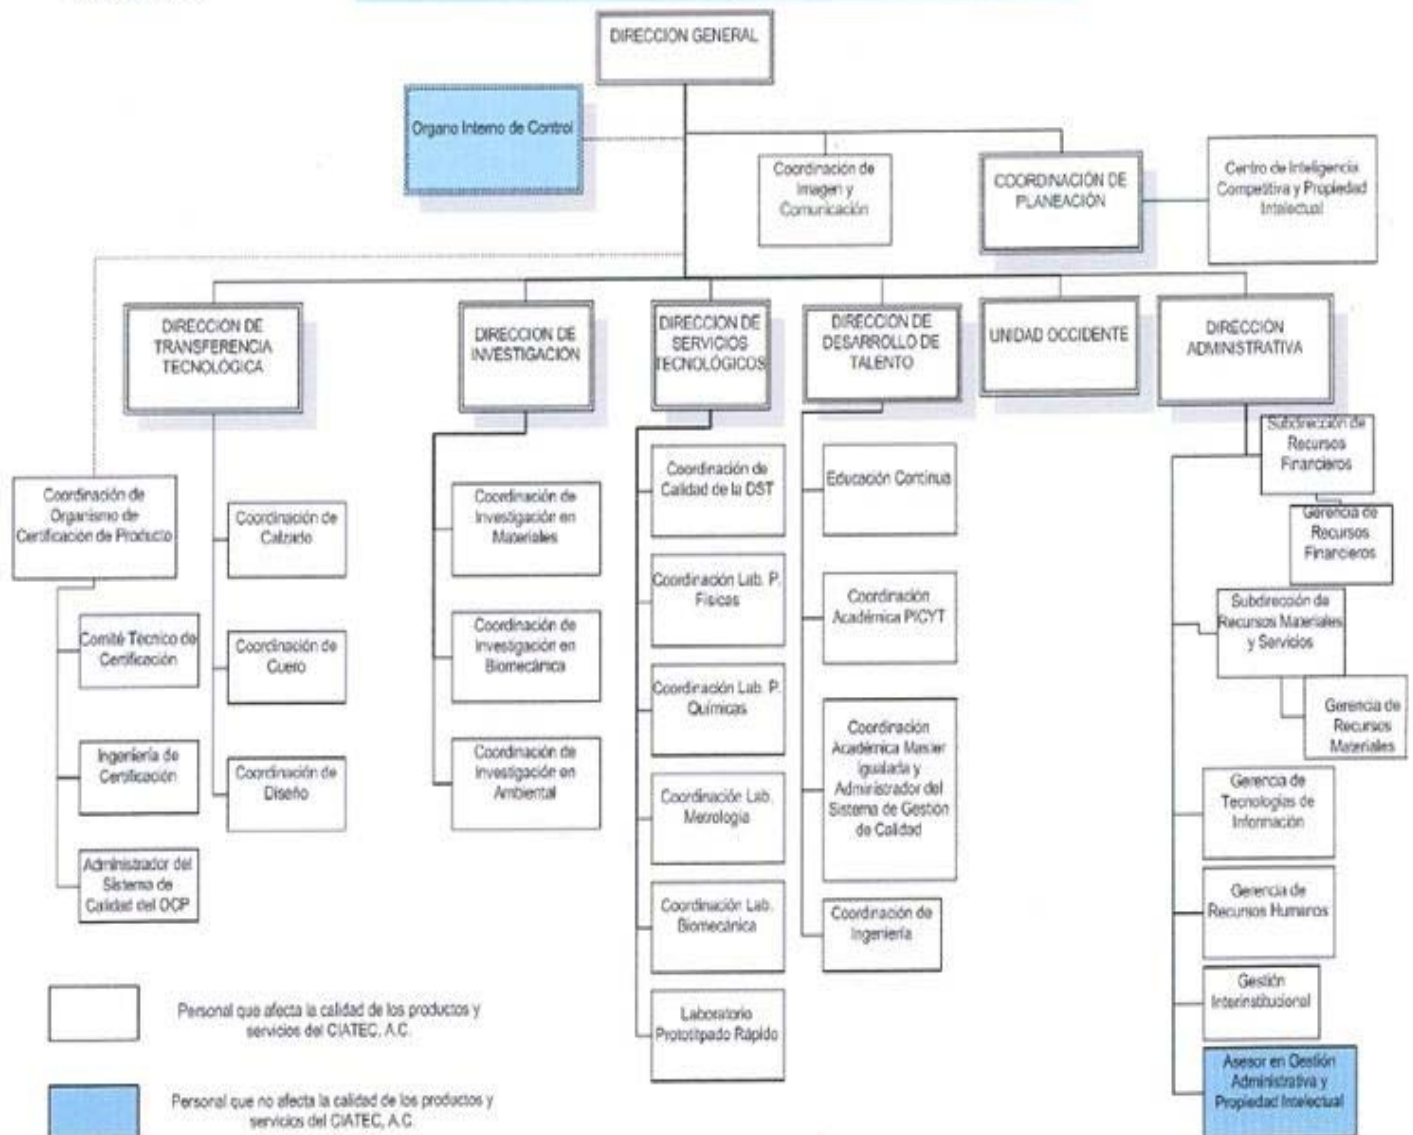 DIRECCION GENERAL
Organo Interno de Control
Coordinación de
Imagen y
Comunicación
COORDINACIÓN DE
PLANEACIÓN
Centro de Inteligencia
Competitiva y Propiedad
Intelectual
DIRECCIÓN DE
TRANSFERENCIA
TECNOLÓGICA
DIRECCION DE
INVESTIGACION
DIRECCION DE
SERVICIOS
TECNOLÓGICOS
DIRECCION DE
DESARROLLO DE
TALENTO
UNIDAD OCCIDENTE
DIRECCIÓN
ADMINISTRATIVA
Coordinación de
Organismo de
Certificación de Producto
Comité Técnico de
Certificación
Ingeniería de
Certificación
Administrador del
Sistema de
Calidad del OCP
Coordinación de
Calzado
Coordinación de
Cuero
Coordinación de
Diseño
Coordinación de
Investigación en
Materiales
Coordinación de
Investigación en
Biomecánica
Coordinación de
Investigación en
Ambiental
Coordinación de
Calidad de la DST
Coordinación Lab. P.
Físicas
Coordinación Lab. P.
Químicas
Coordinación Lab.
Metrología
Coordinación Lab.
Biomecánica
Laboratorio
Prototitpado Rápido
Educación Continua
Coordinación
Académica PICYT
Coordinación
Académica Master
igualada y
Administrador del
Sistema de Gestión
de Calidad
Coordinación de
Ingeniería
Subdirección de
Recursos
Financieros
Gerencia de
Recursos
Financieros
Subdirección de
Recursos Materiales
y Servicios
Gerencia de
Recursos
Materiales
Gerencia de
Tecnologías de
Información
Gerencia de
Recursos Humanos
Gestión
Interinstitucional
Asesor en Gestión
Administrativa y
Propiedad Intelectual
Personal que afecta la calidad de los productos y
servicios del CIATEC, A.C.
Personal que no afecta la calidad de los productos y
servicios del CIATEC, A.C.